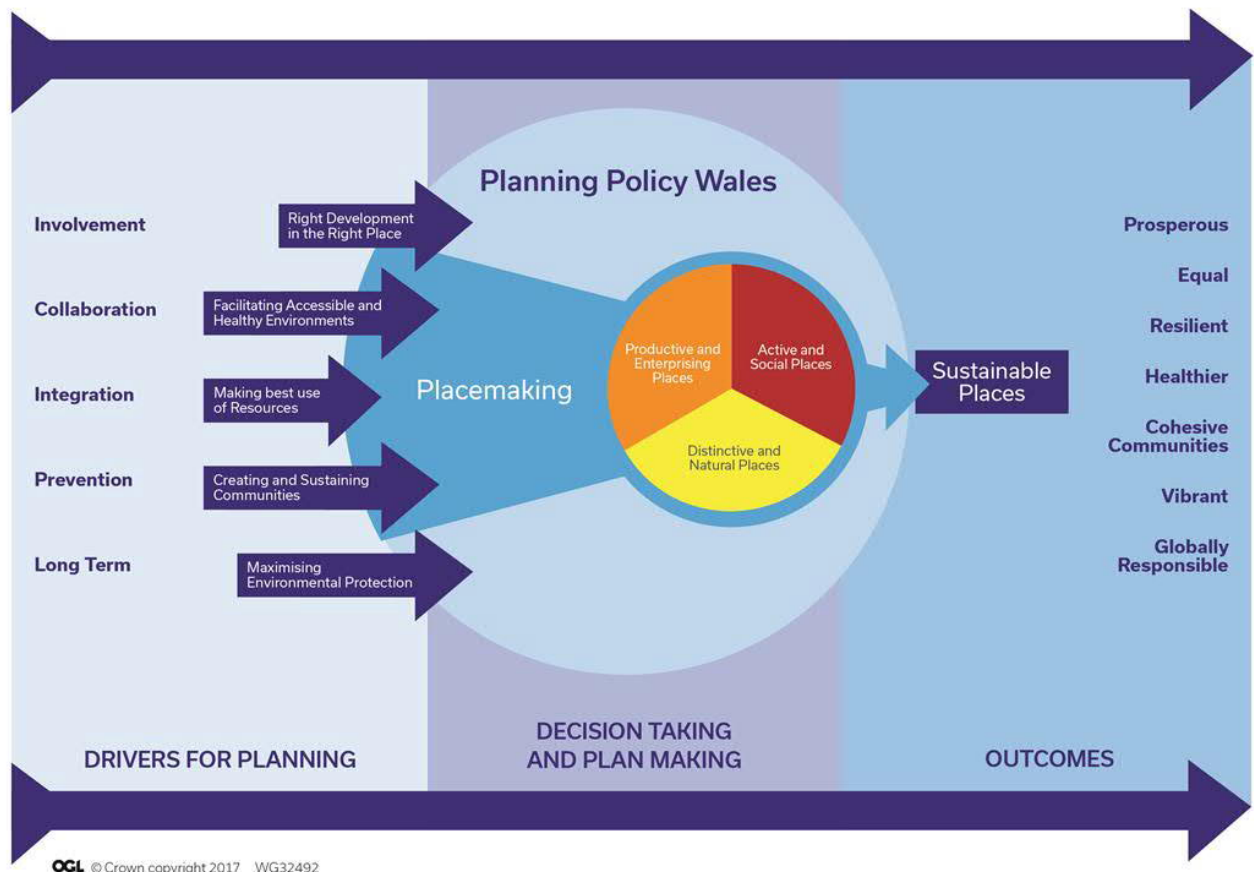 Planning Policy Wales
Involvement
Collaboration
Integration
Prevention
Long Term
Right Development
in the Right Place
Facilitating Accessible and
Healthy Environments
Making best use
of Resources
Creating and Sustaining
Communities
Maximising
Environmental Protection
Placemaking
Productive and
Enterprising
Places
Active and
Social Places
Distinctive and
Natural Places
Sustainable
Places
Prosperous
Equal
Resilient
Healthier
Cohesive
Communities
Vibrant
Globally
Responsible
DRIVERS FOR PLANNING
DECISION TAKING
AND PLAN MAKING
OUTCOMES
OGL © Crown copyright 2017 WG32492